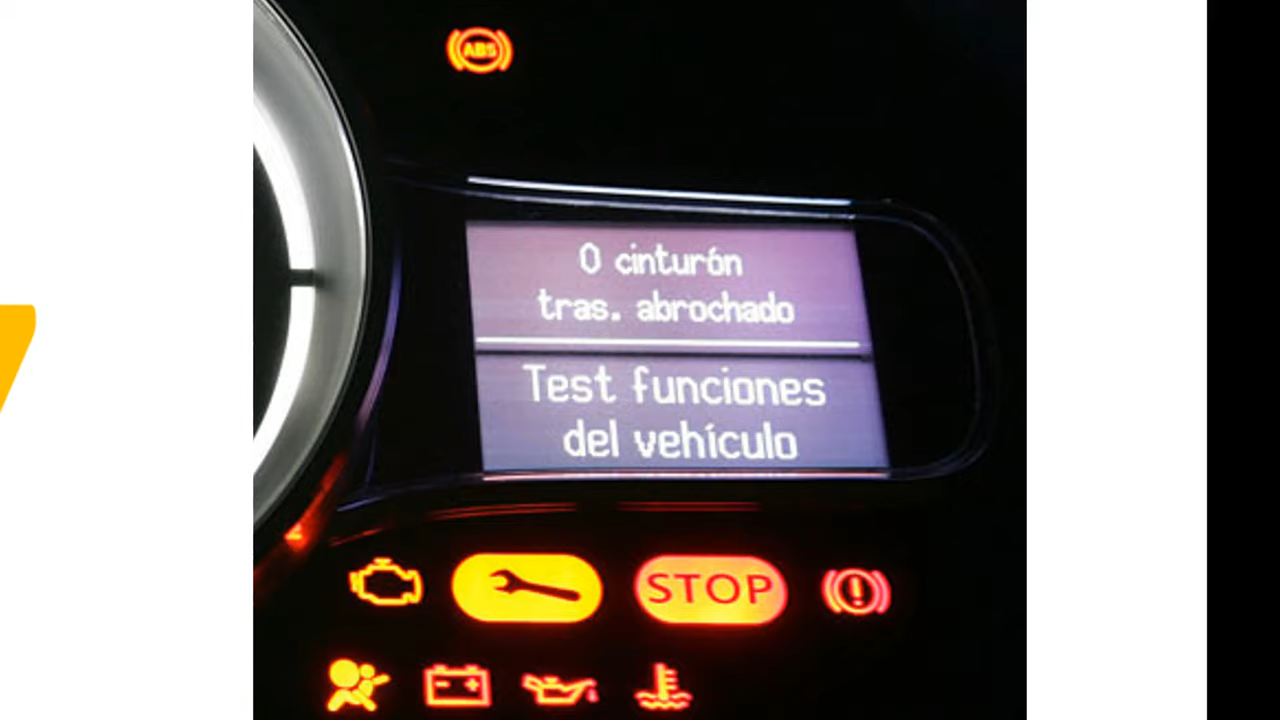 ABS
0 cinturón
tras. abrochado
Test funciones
del vehículo
STOP